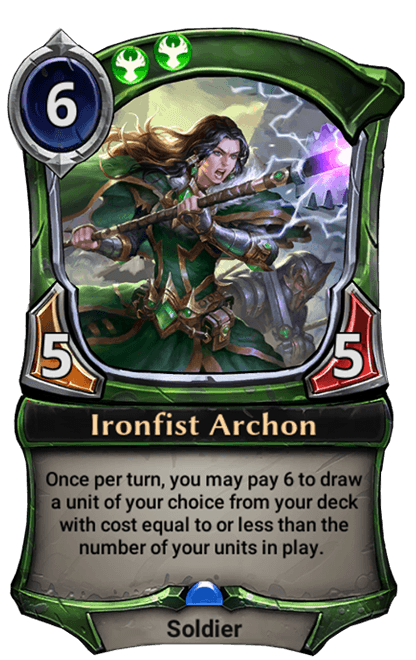 6
5
5
Ironfist Archon
Once per turn, you may pay 6 to draw
a unit of your choice from your deck
with cost equal to or less than the
number of your units in play.
Soldier